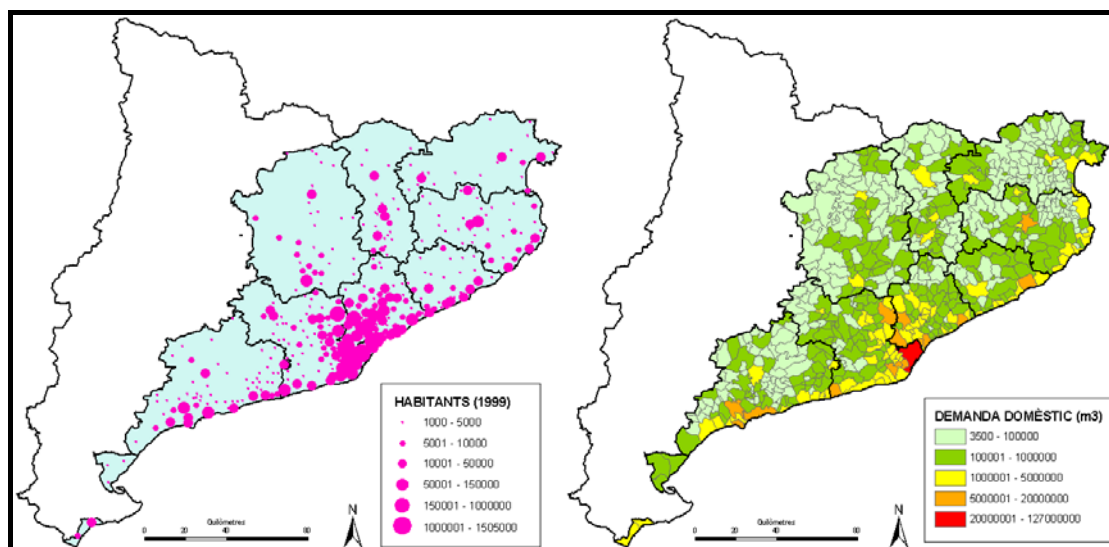 HABITANTS (1999)
1000 - 5000
5001 - 10000
10001 - 50000
50001 - 150000
150001 - 1000000
1000001 - 1505000
Quilòmetres
0 20 40 80
N
DEMANDA DOMÈSTIC (m3)
3500 - 100000
100001 - 1000000
1000001 - 5000000
5000001 - 20000000
20000001 - 127000000
Quilòmetres
0 20 40 80
N